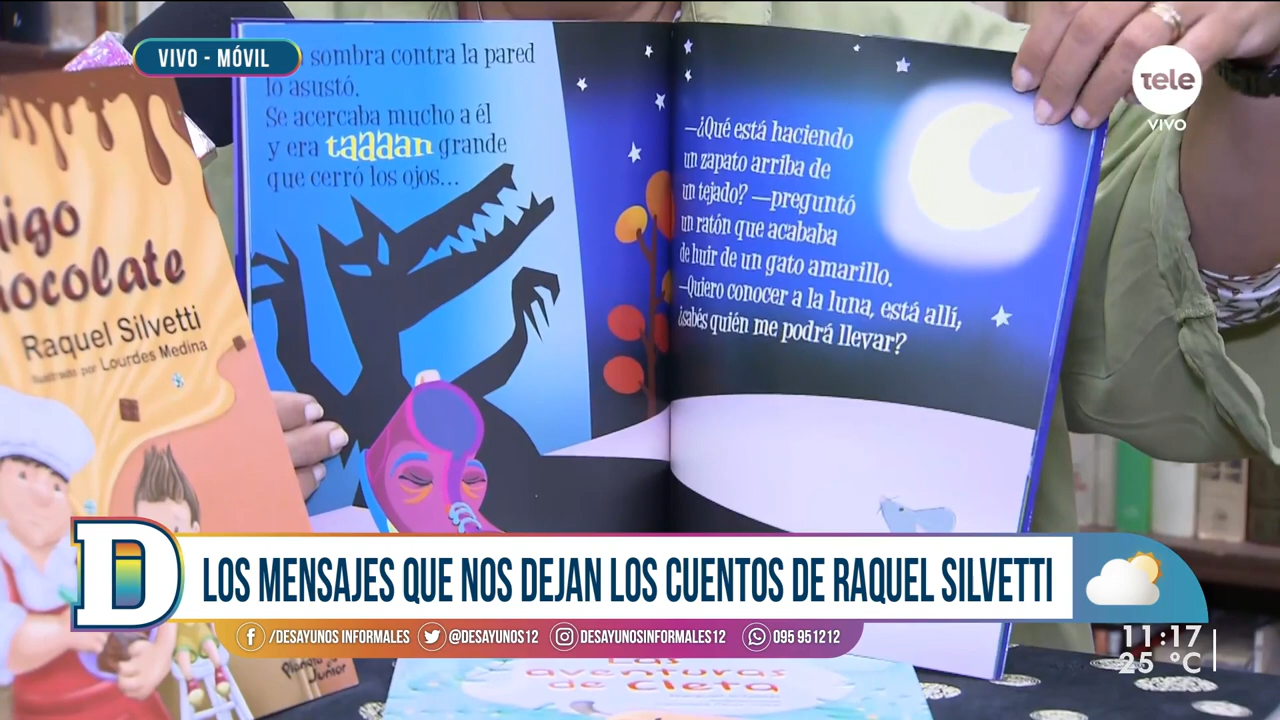 VIVO - MÓVIL
tele
VIVO
sombra contra la pared
lo asustó.
Se acercaba mucho a él
y era taaaan grande
que cerró los ojos...
—¿Qué está haciendo
un zapato arriba de
un tejado? —preguntó
un ratón que acababa
de huir de un gato amarillo.
—Quiero conocer a la luna, está allí,
¿sabés quién me podrá llevar?
Raquel Silvetti
Ilustrado por Lourdes Medina
D
LOS MENSAJES QUE NOS DEJAN LOS CUENTOS DE RAQUEL SILVETTI
/DESAYUNOS INFORMALES @DESAYUNOS12 DESAYUNOSINFORMALES12 095 951212
11:17
25 °C
Planeta
Junior
Las
aventuras
de Cleta